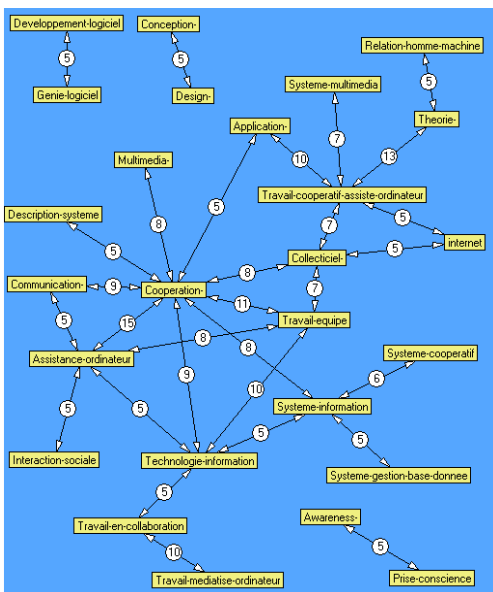 Developpement-logiciel
Conception-
Relation-homme-machine
5
5
5
Genie-logiciel
Design-
Systeme-multimedia
Application-
Theorie-
7
Multimedia-
10
13
Travail-cooperatif-assiste-ordinateur
Description-systeme
8
5
7
5
internet
5
Collecticiel-
5
8
Communication-
9
Cooperation-
7
11
5
15
Travail-equipe
8
8
Systeme-cooperatif
Assistance-ordinateur
9
10
6
5
5
Systeme-information
5
5
Interaction-sociale
Technologie-information
Systeme-gestion-base-donnee
5
Travail-en-collaboration
Awareness-
10
5
Travail-mediatise-ordinateur
Prise-conscience